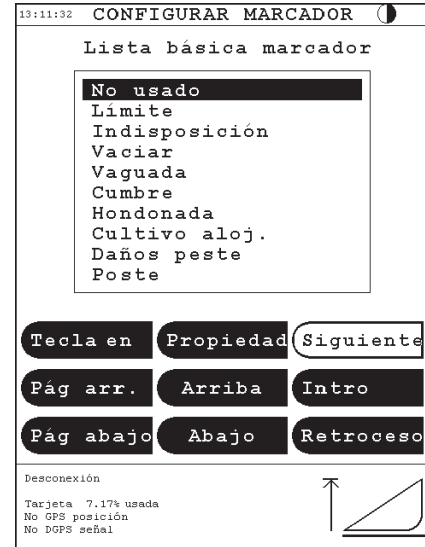 13:11:32 CONFIGURAR MARCADOR
Lista básica marcador
No usado
Límite
Indisposición
Vaciar
Vaguada
Cumbre
Hondonada
Cultivo aloj.
Daños peste
Poste
Tecla en Propiedad Siguiente
Pág arr. Arriba Intro
Pág abajo Abajo Retroceso
Desconexión
Tarjeta 7.17% usada
No GPS posición
No DGPS señal